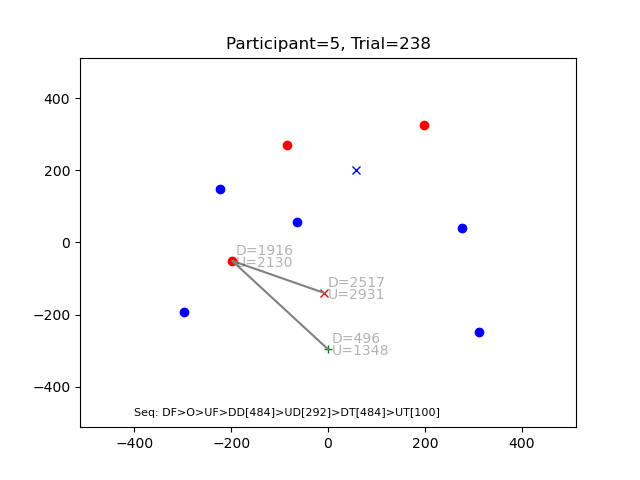 Participant=5, Trial=238
400
200
0
−200
−400
D=1916
U=2130
D=2517
U=2931
D=496
U=1348
Seq: DF>O>UF>DD[484]>UD[292]>DT[484]>UT[100]
−400 −200 0 200 400